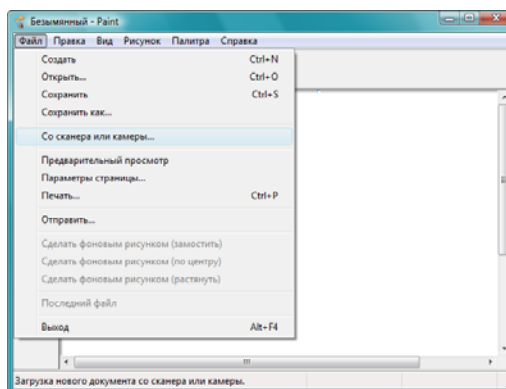 Безымянный - Paint
Файл Правка Вид Рисунок Палитра Справка
Создать Ctrl+N
Открыть... Ctrl+O
Сохранить Ctrl+S
Сохранить как...
Со сканера или камеры...
Предварительный просмотр
Параметры страницы...
Печать... Ctrl+P
Отправить...
Сделать фоновым рисунком (замостить)
Сделать фоновым рисунком (по центру)
Сделать фоновым рисунком (растянуть)
Последний файл
Выход Alt+F4
Загрузка нового документа со сканера или камеры.